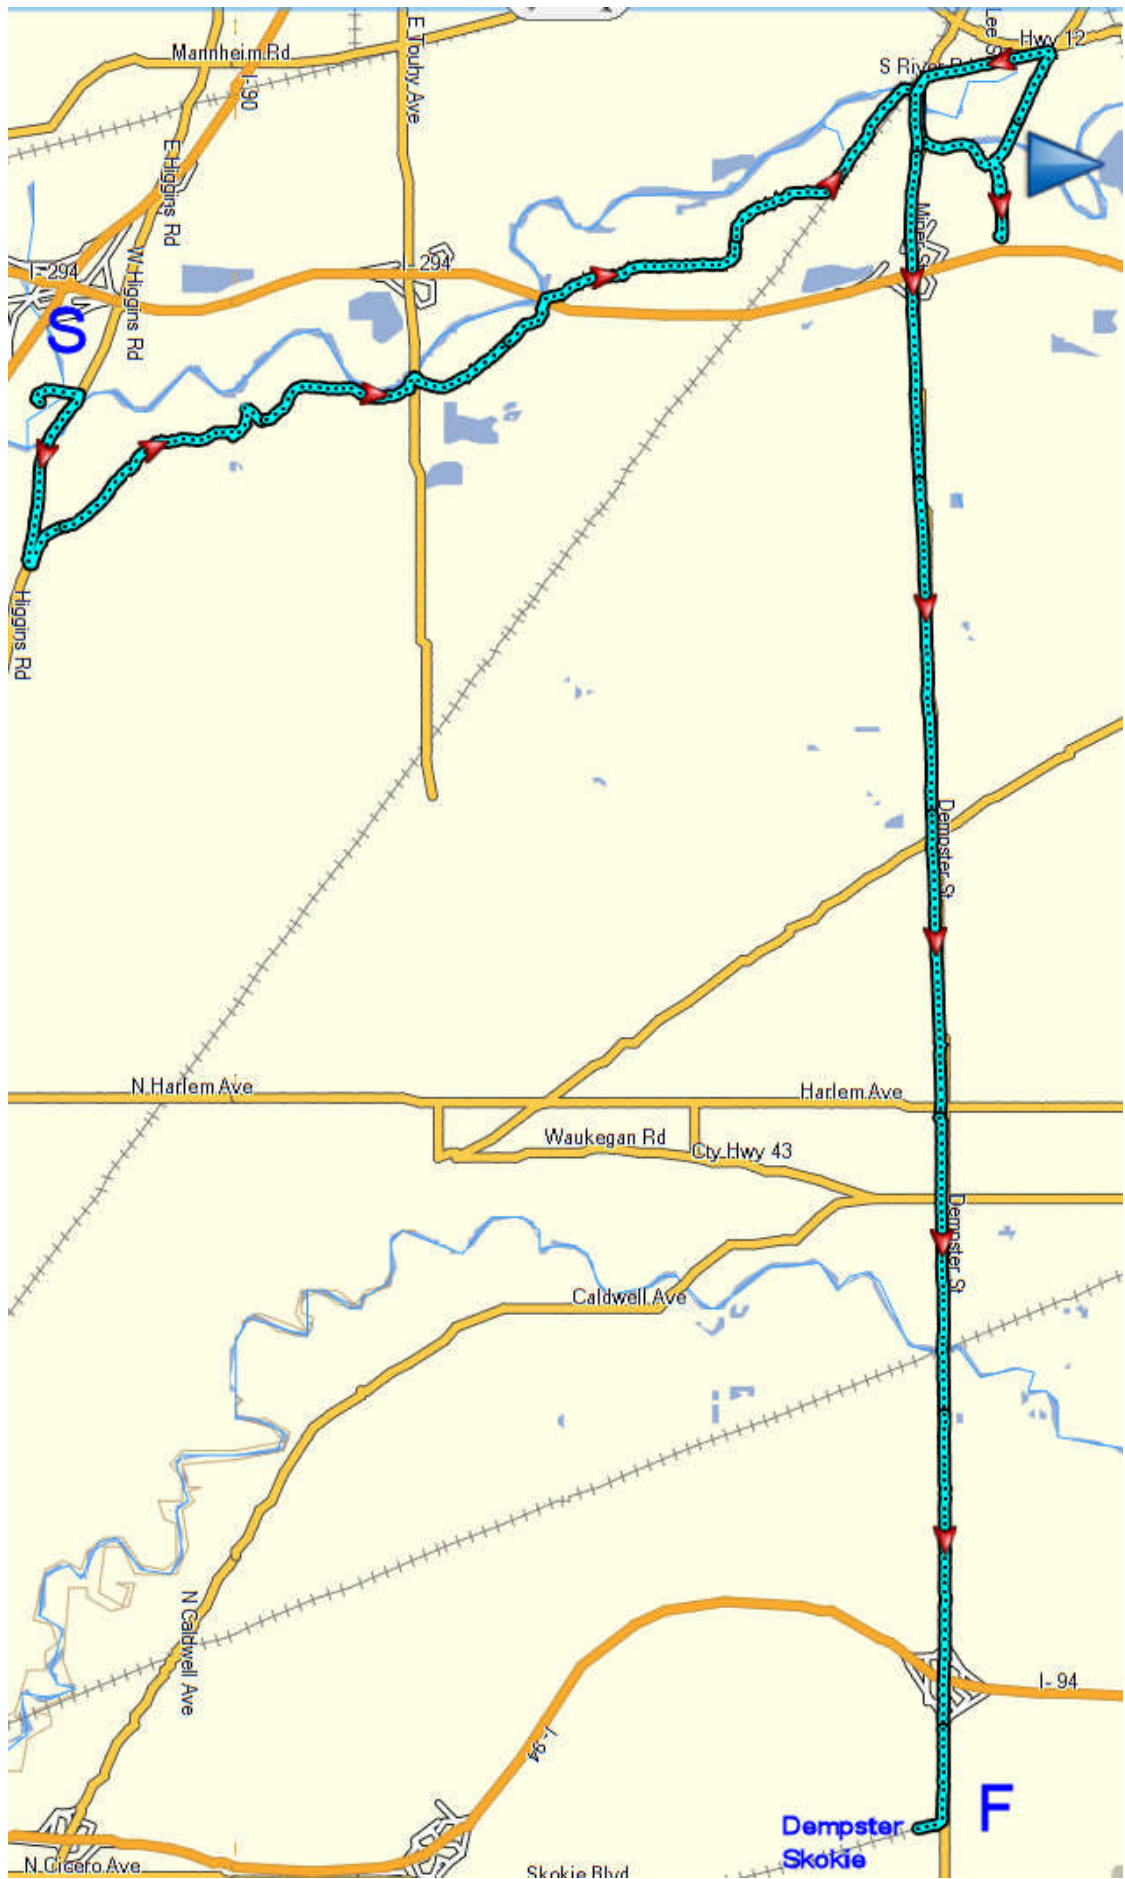 Lee S
Hwy 12
Mannheim Rd
E Touhy Ave
S River
I-90
E Higgins Rd
Miner S
W Higgins Rd
I-294
I-294
S
Higgins Rd
Dempster St
N Harlem Ave
Harlem Ave
Waukegan Rd
Cty Hwy 43
Dempster St
Caldwell Ave
N Caldwell Ave
I-94
I-94
F
Dempster
Skokie
N Cicero Ave
Skokie Blvd